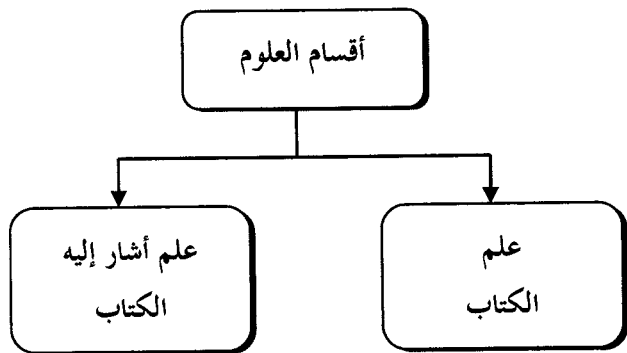 أقسام العلوم
علم
الكتاب
علم أشار إليه
الكتاب